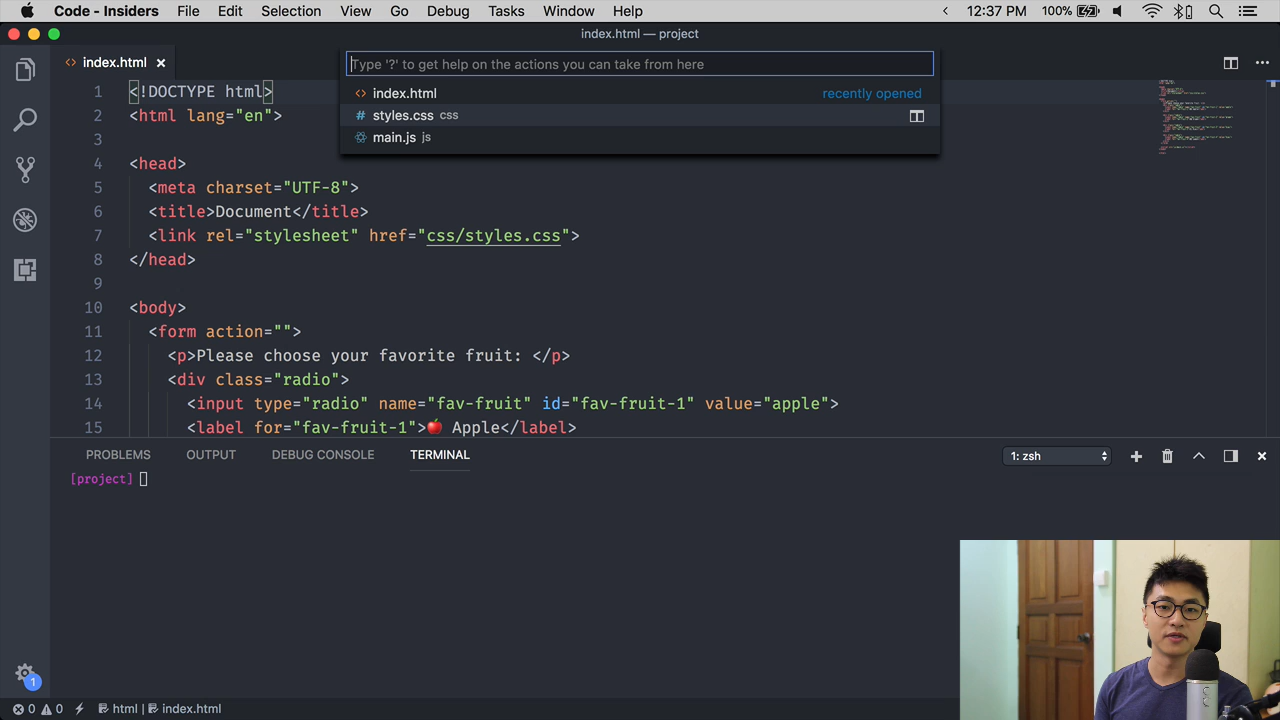 Code - Insiders File Edit Selection View Go Debug Tasks Window Help 12:37 PM 100%
index.html — project
index.html
Type '?' to get help on the actions you can take from here
index.html recently opened
styles.css css
main.js js
1 <!DOCTYPE html>
2 <html lang="en">
3
4 <head>
5 <meta charset="UTF-8">
6 <title>Document</title>
7 <link rel="stylesheet" href="css/styles.css">
8 </head>
9
10 <body>
11 <form action="">
12 <p>Please choose your favorite fruit: </p>
13 <div class="radio">
14 <input type="radio" name="fav-fruit" id="fav-fruit-1" value="apple">
15 <label for="fav-fruit-1">🍎 Apple</label>
PROBLEMS OUTPUT DEBUG CONSOLE TERMINAL 1: zsh
[project]
1
0 0 html | index.html